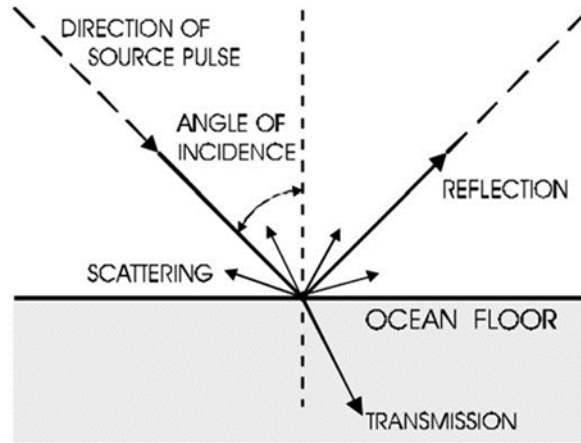 DIRECTION OF
SOURCE PULSE
ANGLE OF
INCIDENCE
REFLECTION
SCATTERING
OCEAN FLOOR
TRANSMISSION